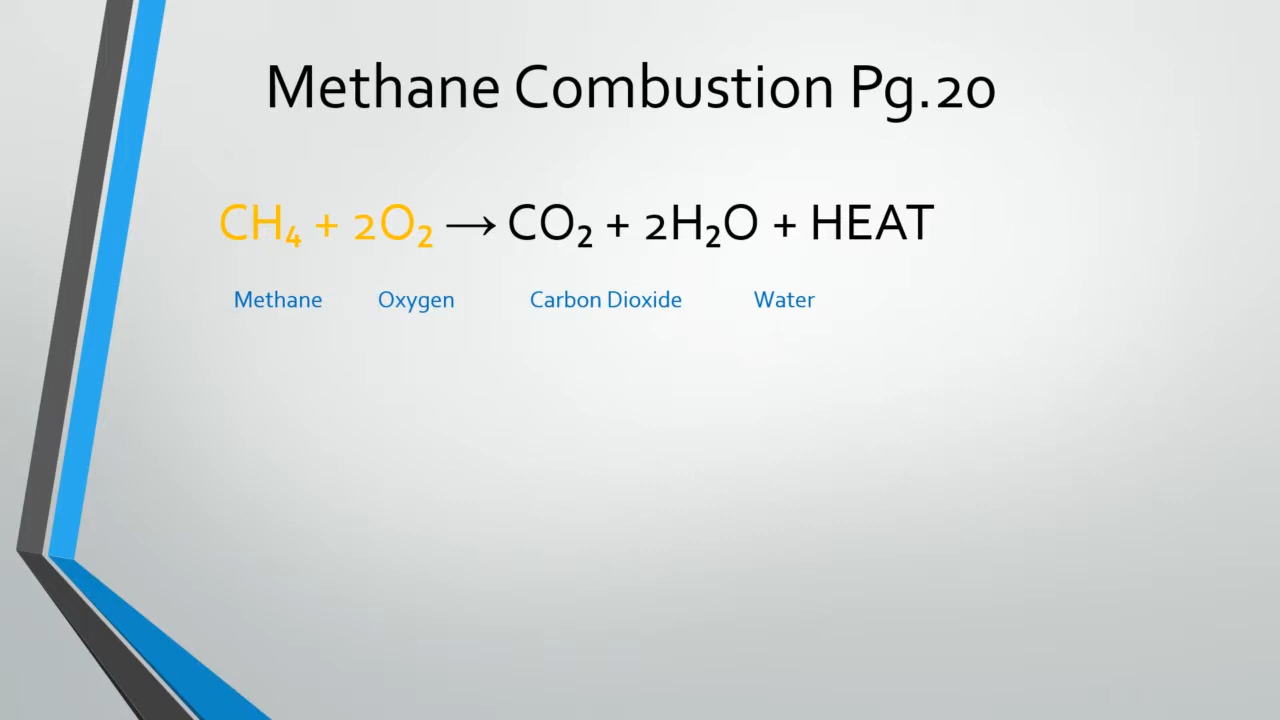 Methane Combustion Pg.20
CH₄ + 2O₂ → CO₂ + 2H₂O + HEAT
Methane Oxygen Carbon Dioxide Water